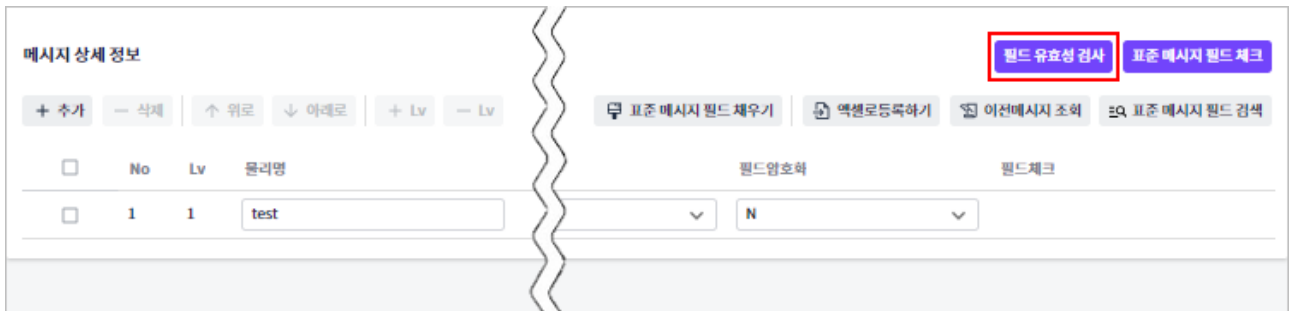 메시지 상세 정보 필드 유효성 검사 표준 메시지 필드 체크
+ 추가 — 삭제 ↑ 위로 ↓ 아래로 + Lv — Lv 표준 메시지 필드 채우기 엑셀로등록하기 이전메시지 조회 표준 메시지 필드 검색
No Lv 물리명 필드암호화 필드체크
1 1 test N